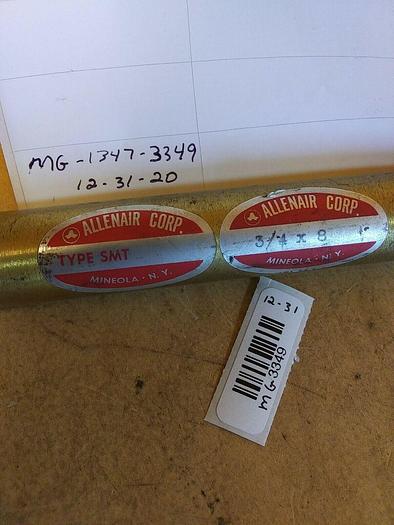 MG-1347-3349
12-31-20
ALLENAIR CORP.
TYPE SMT
MINEOLA - N.Y.
ALLENAIR CORP.
3/4 x 8
MINEOLA - N.Y.
12-31
MG-3349